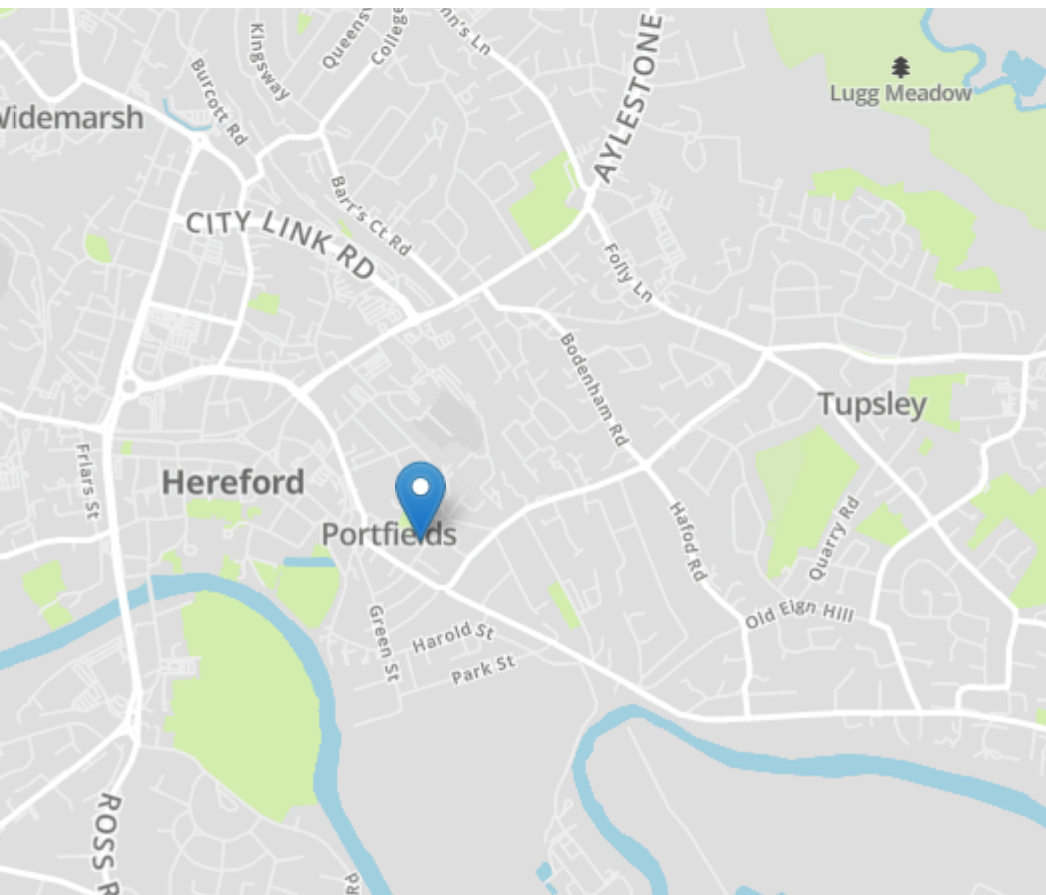 Queens
College
nn's Ln
Kingsway
AYLESTONE
Burcott Rd
Lugg Meadow
Widemarsh
Barr's Ct Rd
CITY LINK RD
Folly Ln
Bodenham Rd
Tupsley
Friars St
Hereford
Portfields
Hafod Rd
Quarry Rd
Old Eign Hill
Green St
Harold St
Park St
ROSS R
Rd